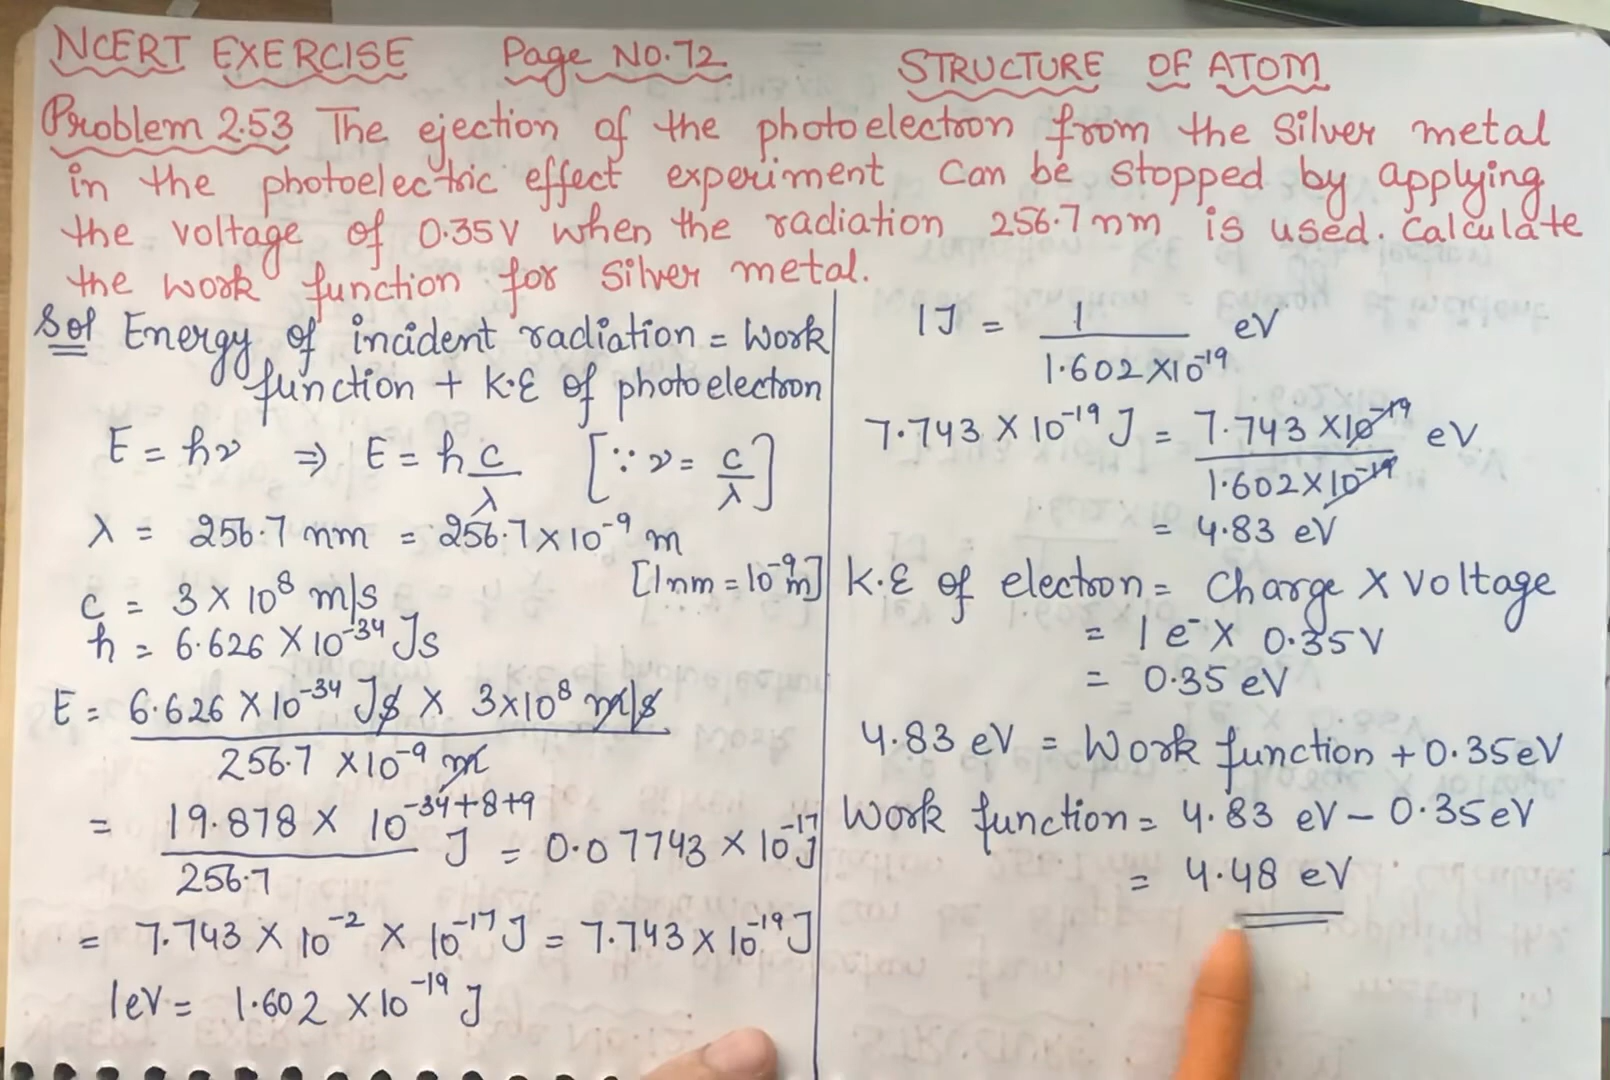 NCERT EXERCISE Page No.72 STRUCTURE OF ATOM
Problem 2.53 The ejection of the photoelectron from the silver metal
in the photoelectric effect experiment can be stopped by applying
the voltage of 0.35V when the radiation 256.7 nm is used. Calculate
the work function for silver metal.
Sol Energy of incident radiation = Work
function + K.E of photoelectron
E = hν ⇒ E = h c/λ [∵ ν = c/λ]
λ = 256.7 nm = 256.7 × 10⁻⁹ m
[1nm = 10⁻⁹m]
c = 3 × 10⁸ m/s
h = 6.626 × 10⁻³⁴ Js
E = 6.626 × 10⁻³⁴ Js × 3×10⁸ m/s
256.7 × 10⁻⁹ m
= 19.878 × 10⁻³⁴⁺⁸⁺⁹ J = 0.07743 × 10⁻¹⁷J
256.7
= 7.743 × 10⁻² × 10⁻¹⁷ J = 7.743 × 10⁻¹⁹ J
1eV = 1.602 × 10⁻¹⁹ J
1J = 1 eV
1.602 × 10⁻¹⁹
7.743 × 10⁻¹⁹ J = 7.743 × 10⁻¹⁹ eV
1.602 × 10⁻¹⁹
= 4.83 eV
K.E of electron = Charge × voltage
= 1 e⁻ × 0.35V
= 0.35 eV
4.83 eV = Work function + 0.35eV
Work function = 4.83 eV − 0.35eV
= 4.48 eV